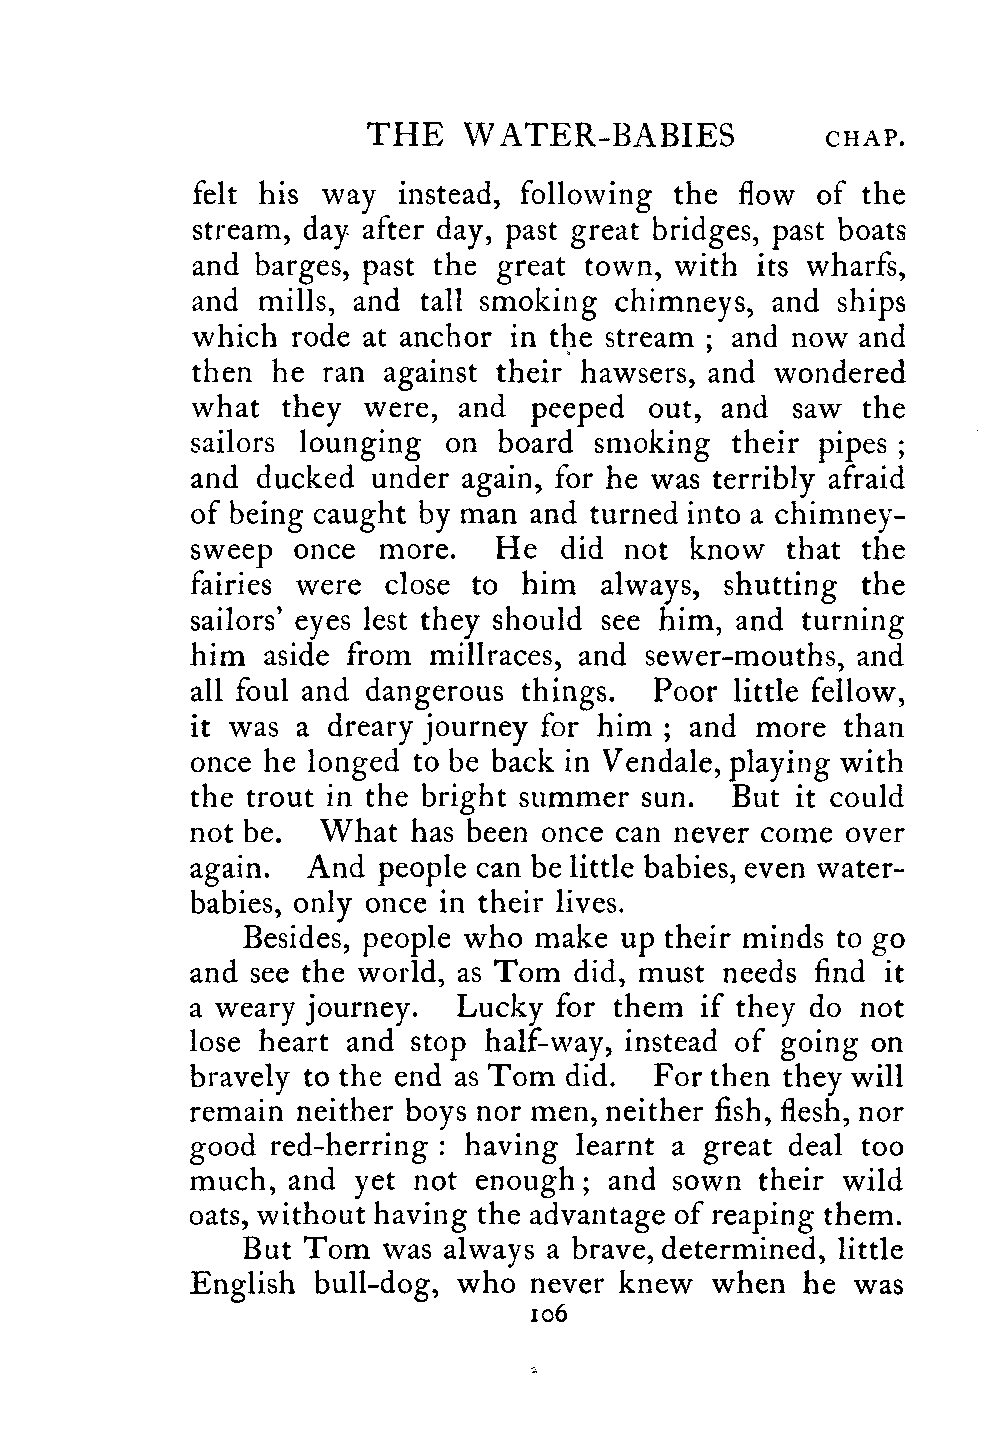 THE WATER-BABIES CHAP.
felt his way instead, following the flow of the
stream, day after day, past great bridges, past boats
and barges, past the great town, with its wharfs,
and mills, and tall smoking chimneys, and ships
which rode at anchor in the stream ; and now and
then he ran against their hawsers, and wondered
what they were, and peeped out, and saw the
sailors lounging on board smoking their pipes ;
and ducked under again, for he was terribly afraid
of being caught by man and turned into a chimney-
sweep once more. He did not know that the
fairies were close to him always, shutting the
sailors' eyes lest they should see him, and turning
him aside from millraces, and sewer-mouths, and
all foul and dangerous things. Poor little fellow,
it was a dreary journey for him ; and more than
once he longed to be back in Vendale, playing with
the trout in the bright summer sun. But it could
not be. What has been once can never come over
again. And people can be little babies, even water-
babies, only once in their lives.
Besides, people who make up their minds to go
and see the world, as Tom did, must needs find it
a weary journey. Lucky for them if they do not
lose heart and stop half-way, instead of going on
bravely to the end as Tom did. For then they will
remain neither boys nor men, neither fish, flesh, nor
good red-herring : having learnt a great deal too
much, and yet not enough ; and sown their wild
oats, without having the advantage of reaping them.
But Tom was always a brave, determined, little
English bull-dog, who never knew when he was
106